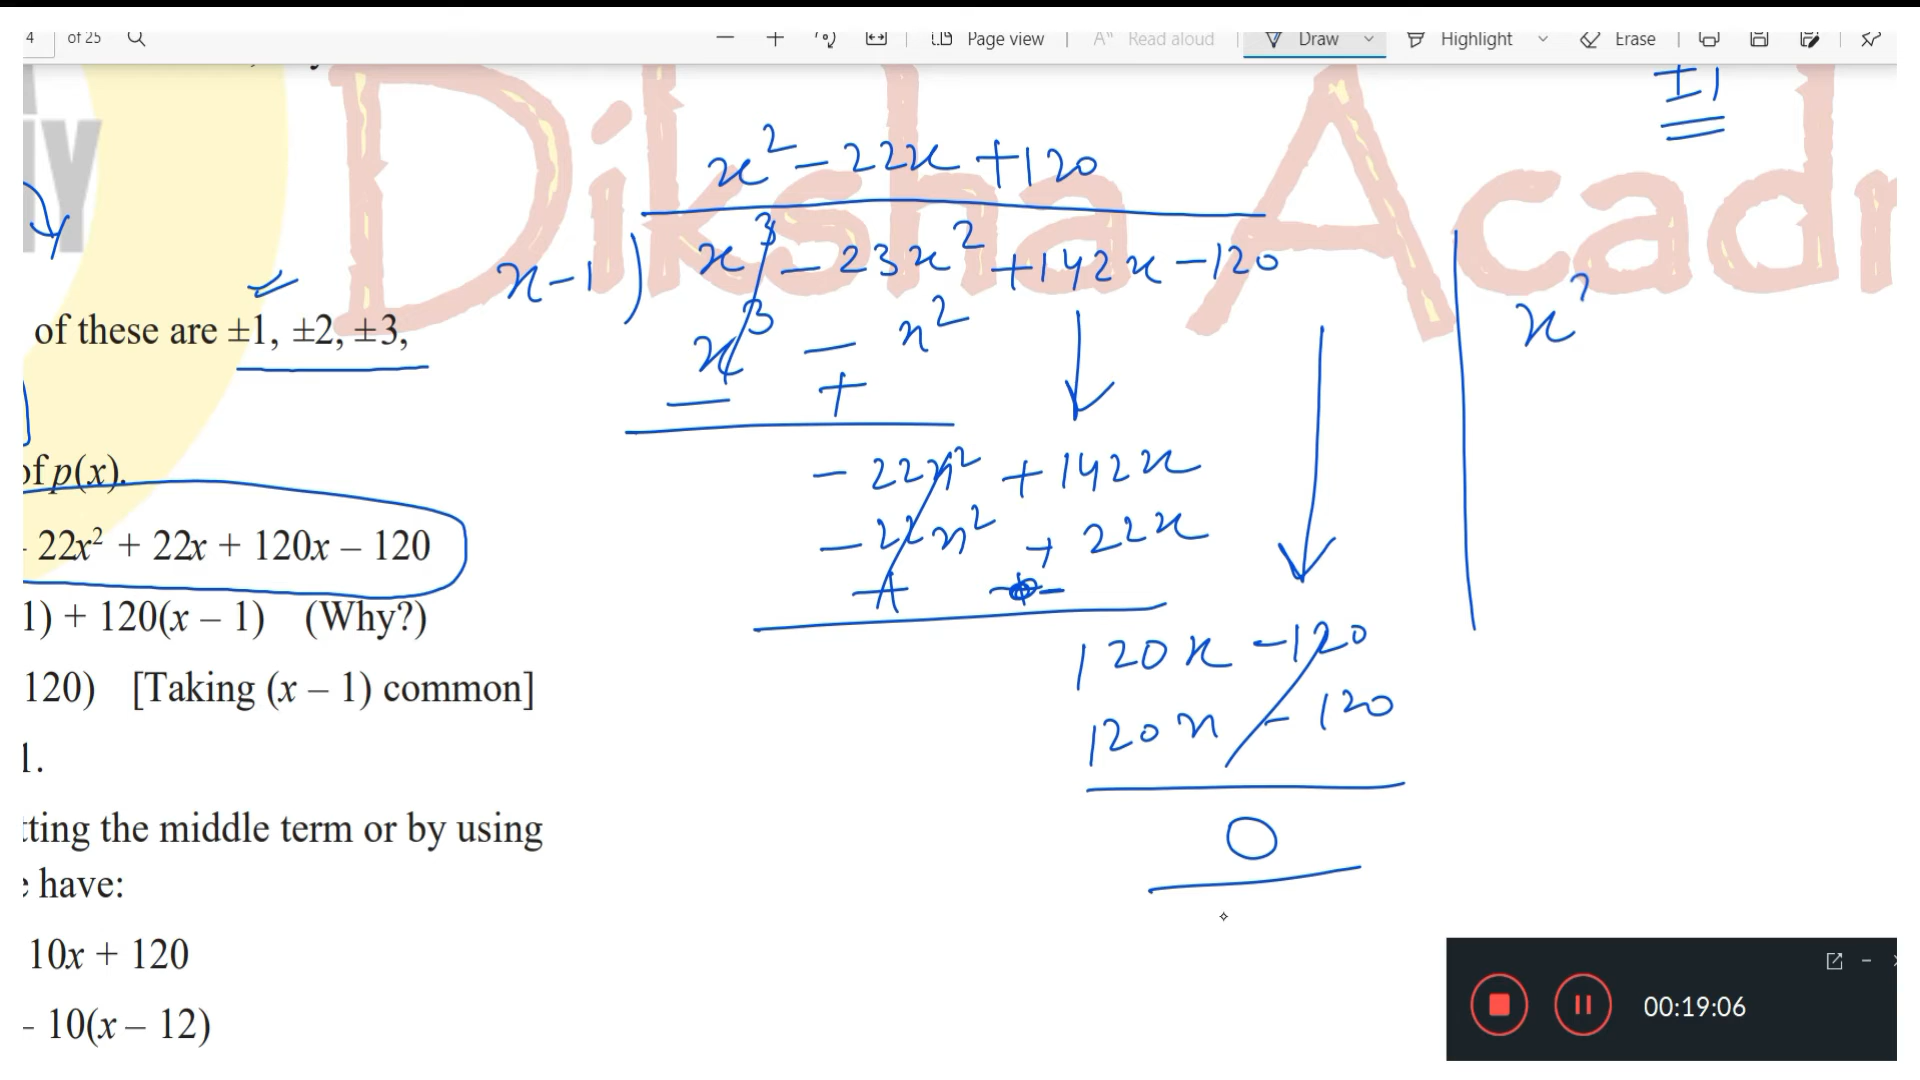 4 of 25 Page view Read aloud Draw Highlight Erase
Diksha Acad
±1
x² – 22x + 120
x – 1 ) x³ – 23x² + 142x – 120
x³ – x²
– +
x²
of these are ±1, ±2, ±3,
– 22x² + 142x
– 22x² + 22x
+ –
of p(x).
22x² + 22x + 120x – 120
1) + 120(x – 1) (Why?)
120x – 120
120x – 120
0
120) [Taking (x – 1) common]
1.
tting the middle term or by using
have:
10x + 120
– 10(x – 12)
00:19:06